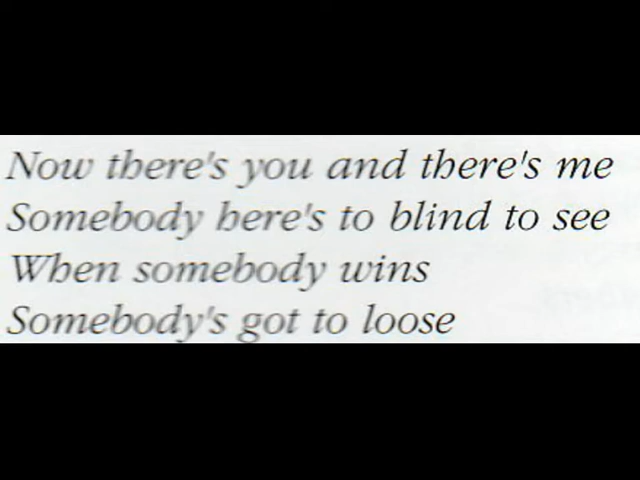 Now there's you and there's me
Somebody here's to blind to see
When somebody wins
Somebody's got to loose